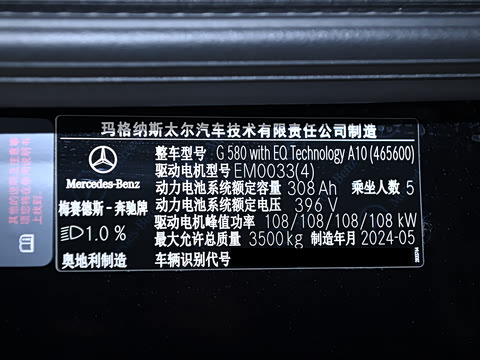 玛格纳斯太尔汽车技术有限责任公司制造
整车型号 G 580 with EQ Technology A10 (465600)
驱动电机型号 EM0033(4)
Mercedes-Benz
动力电池系统额定容量 308 Ah 乘坐人数 5
梅赛德斯-奔驰牌
动力电池系统额定电压 396 V
驱动电机峰值功率 108/108/108/108 kW
1.0 %
最大允许总质量 3500 kg 制造年月 2024-05
奥地利制造 车辆识别代号